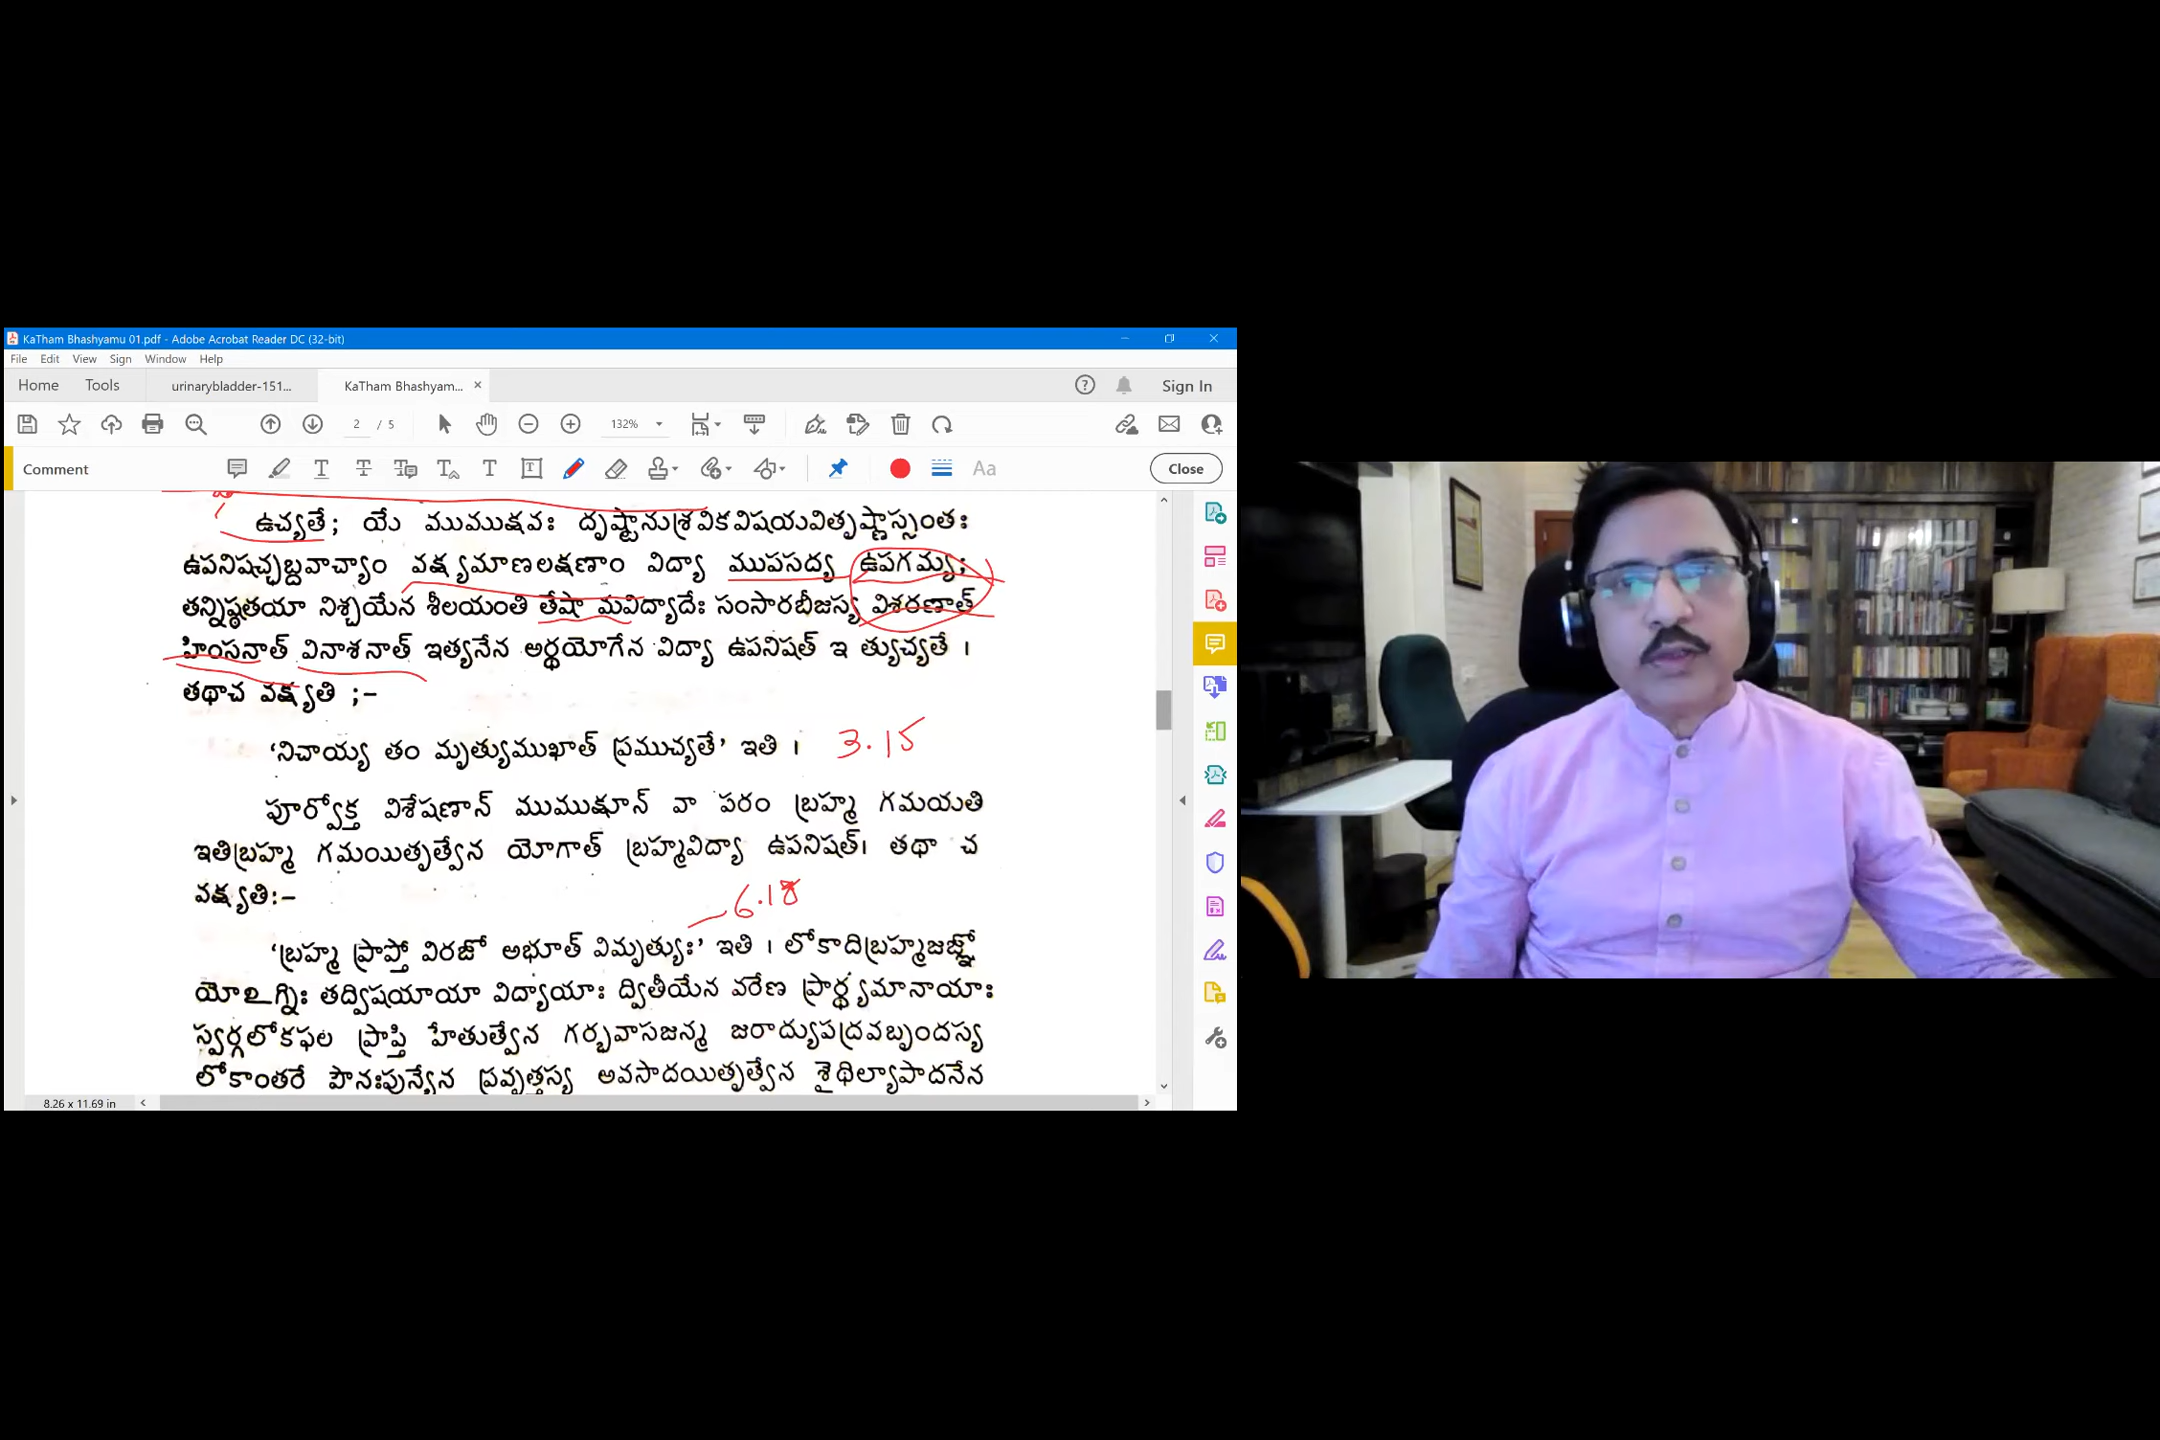 KaTham Bhashyamu 01.pdf - Adobe Acrobat Reader DC (32-bit)
File Edit View Sign Window Help
Home Tools urinarybladder-151... KaTham Bhashyam... × Sign In
2 / 5 132%
Comment Close
ఉచ్యతే; యే ముముక్షవః దృష్టానుశ్రవికవిషయవితృష్ణాస్సంతః
ఉపనిషచ్ఛబ్దవాచ్యాం వక్ష్యమాణలక్షణాం విద్యా ముపసద్య ఉపగమ్య;
తన్నిష్ఠతయా నిశ్చయేన శీలయంతి తేషా మవిద్యాదేః సంసారబీజస్య విశరణాత్
హింసనాత్ వినాశనాత్ ఇత్యనేన అర్థయోగేన విద్యా ఉపనిషత్ ఇ త్యుచ్యతే ।
తథాచ వక్ష్యతి ;-
'నిచాయ్య తం మృత్యుముఖాత్ ప్రముచ్యతే' ఇతి । 3.15
పూర్వోక్త విశేషణాన్ ముముక్షూన్ వా పరం బ్రహ్మ గమయతి
ఇతిబ్రహ్మ గమయితృత్వేన యోగాత్ బ్రహ్మవిద్యా ఉపనిషత్। తథా చ
వక్ష్యతి:-
6.18
'బ్రహ్మ ప్రాప్తో విరజో అభూత్ విమృత్యుః' ఇతి । లోకాదిబ్రహ్మజజ్ఞో
యోఽగ్నిః తద్విషయాయా విద్యాయాః ద్వితీయేన వరేణ ప్రార్థ్యమానాయాః
స్వర్గలోకఫల ప్రాప్తి హేతుత్వేన గర్భవాసజన్మ జరాద్యుపద్రవబృందస్య
లోకాంతరే పౌనఃపున్యేన ప్రవృత్తస్య అవసాదయితృత్వేన శైథిల్యాపాదనేన
8.26 x 11.69 in